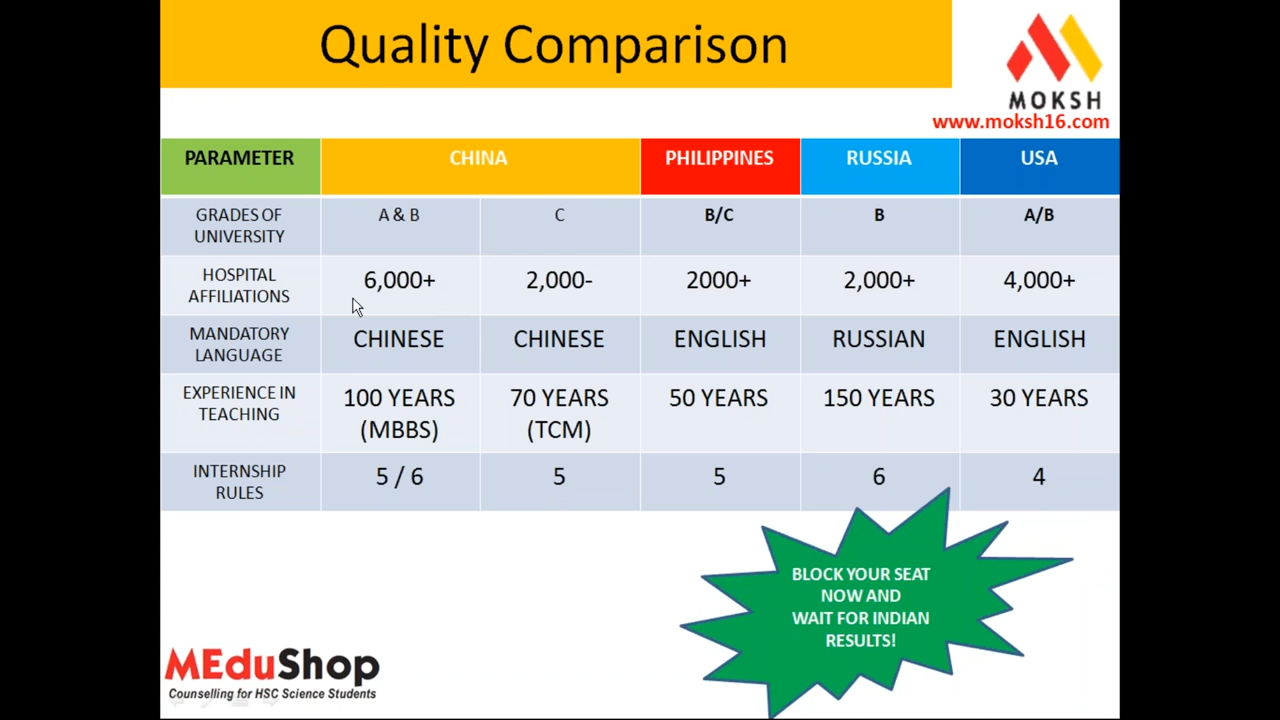 Quality Comparison
MOKSH
www.moksh16.com
PARAMETER CHINA PHILIPPINES RUSSIA USA
GRADES OF UNIVERSITY A & B C B/C B A/B
HOSPITAL AFFILIATIONS 6,000+ 2,000- 2000+ 2,000+ 4,000+
MANDATORY LANGUAGE CHINESE CHINESE ENGLISH RUSSIAN ENGLISH
EXPERIENCE IN TEACHING 100 YEARS (MBBS) 70 YEARS (TCM) 50 YEARS 150 YEARS 30 YEARS
INTERNSHIP RULES 5 / 6 5 5 6 4
BLOCK YOUR SEAT
NOW AND
WAIT FOR INDIAN
RESULTS!
MEduShop
Counselling for HSC Science Students